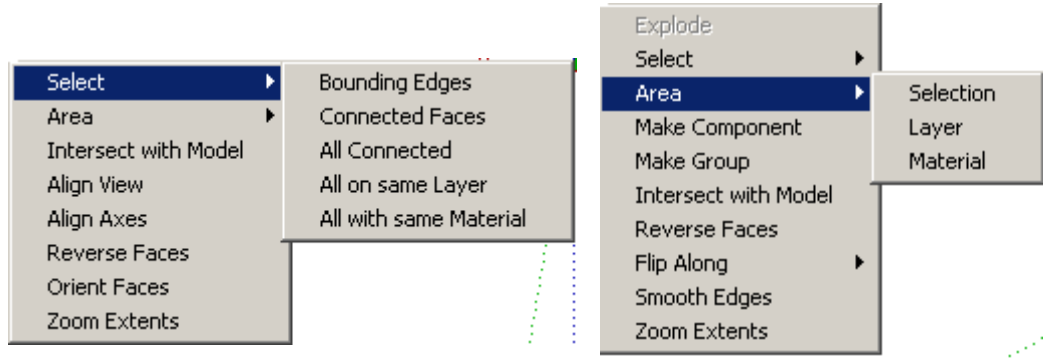 Select
Area
Intersect with Model
Align View
Align Axes
Reverse Faces
Orient Faces
Zoom Extents
Bounding Edges
Connected Faces
All Connected
All on same Layer
All with same Material
Explode
Select
Area
Make Component
Make Group
Intersect with Model
Reverse Faces
Flip Along
Smooth Edges
Zoom Extents
Selection
Layer
Material